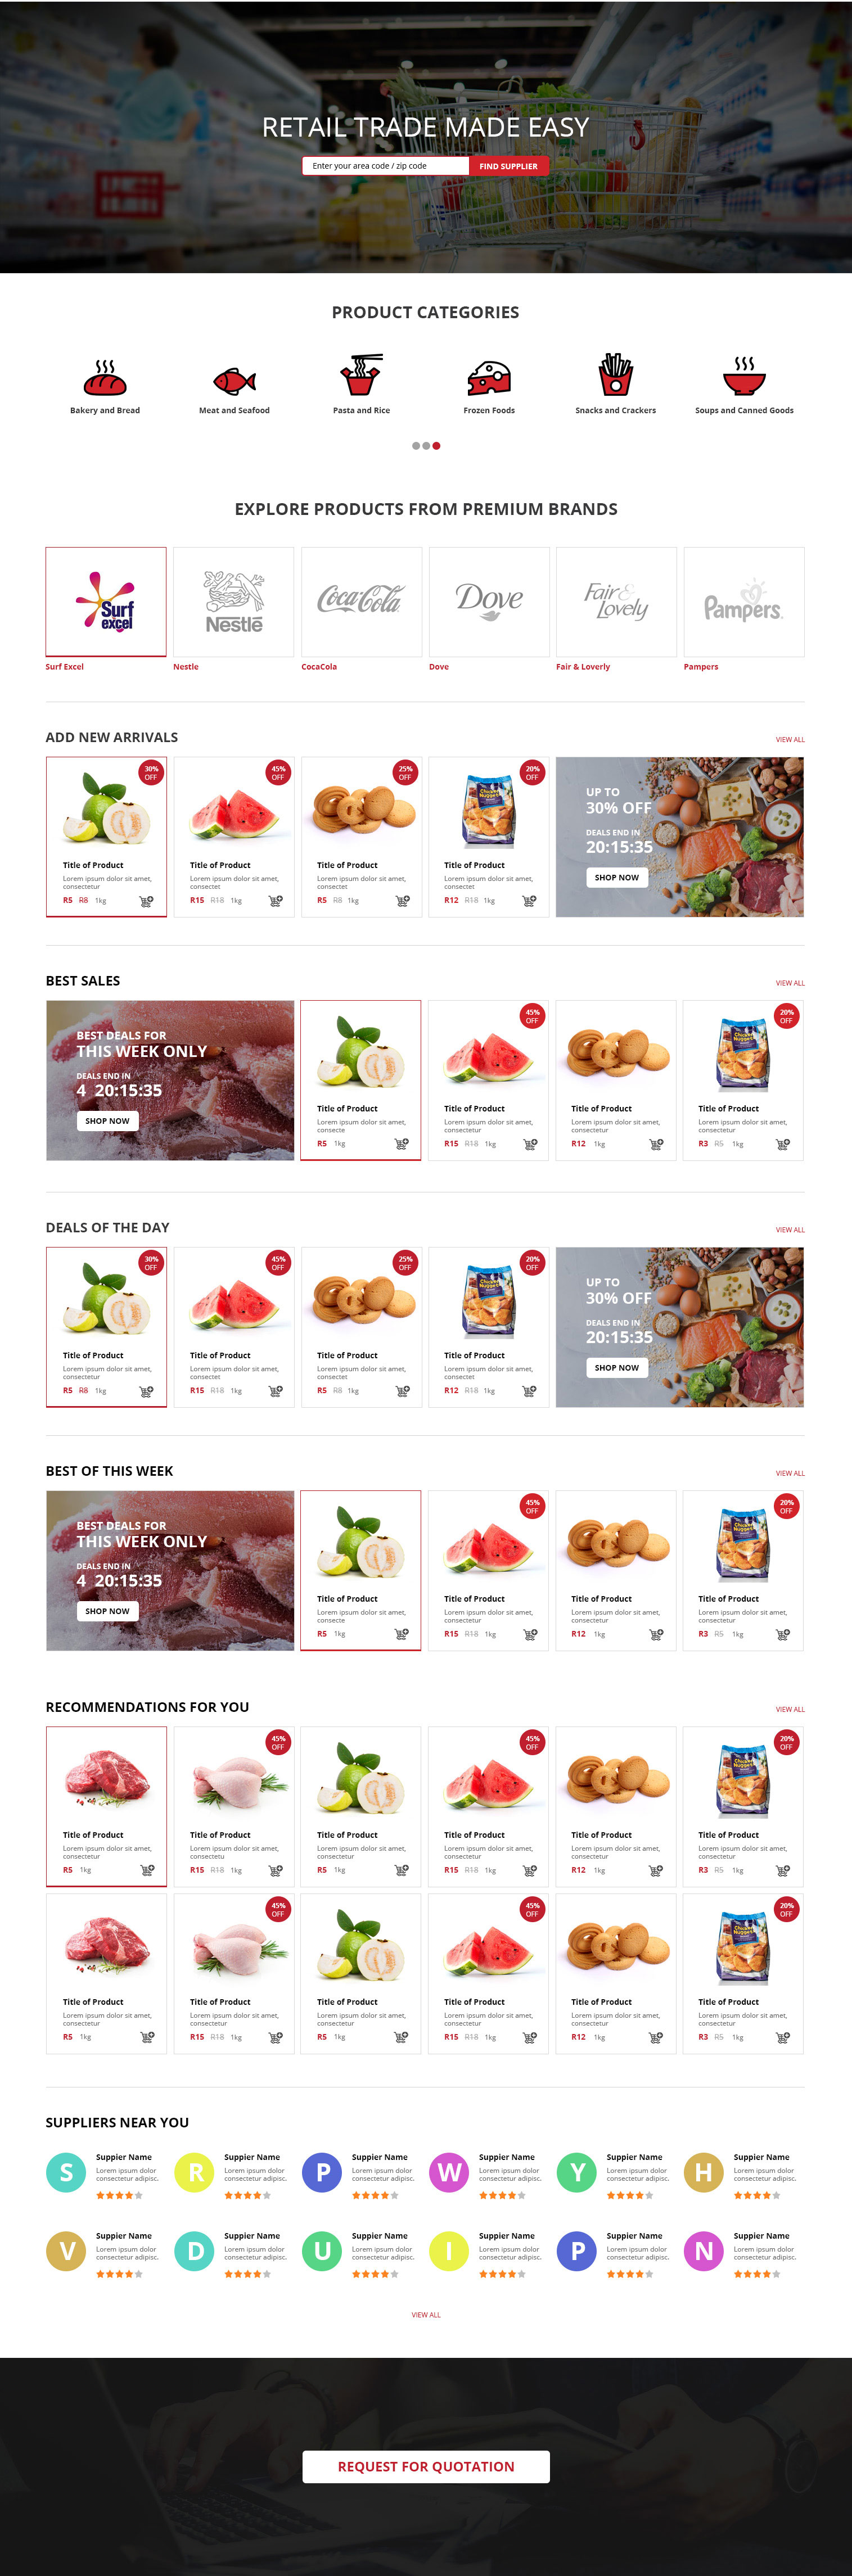 RETAIL TRADE MADE EASY
Enter your area code / zip code
FIND SUPPLIER
PRODUCT CATEGORIES
Bakery and Bread
Meat and Seafood
Pasta and Rice
Frozen Foods
Snacks and Crackers
Soups and Canned Goods
EXPLORE PRODUCTS FROM PREMIUM BRANDS
Surf
excel
Nestlē
Coca-Cola
Dove
Fair &
Lovely
Pampers
Surf Excel
Nestle
CocaCola
Dove
Fair & Loverly
Pampers
ADD NEW ARRIVALS
VIEW ALL
30%
OFF
Title of Product
Lorem ipsum dolor sit amet,
consectetur
R5 R8 1kg
45%
OFF
Title of Product
Lorem ipsum dolor sit amet,
consectet
R15 R18 1kg
25%
OFF
Title of Product
Lorem ipsum dolor sit amet,
consectet
R5 R8 1kg
20%
OFF
Title of Product
Lorem ipsum dolor sit amet,
consectet
R12 R18 1kg
UP TO
30% OFF
DEALS END IN
20:15:35
SHOP NOW
BEST SALES
VIEW ALL
BEST DEALS FOR
THIS WEEK ONLY
DEALS END IN
4 20:15:35
SHOP NOW
Title of Product
Lorem ipsum dolor sit amet,
consecte
R5 1kg
45%
OFF
Title of Product
Lorem ipsum dolor sit amet,
consectetur
R15 R18 1kg
Title of Product
Lorem ipsum dolor sit amet,
consectetur
R12 1kg
20%
OFF
Title of Product
Lorem ipsum dolor sit amet,
consectetur
R3 R5 1kg
DEALS OF THE DAY
VIEW ALL
30%
OFF
Title of Product
Lorem ipsum dolor sit amet,
consectetur
R5 R8 1kg
45%
OFF
Title of Product
Lorem ipsum dolor sit amet,
consectet
R15 R18 1kg
25%
OFF
Title of Product
Lorem ipsum dolor sit amet,
consectet
R5 R8 1kg
20%
OFF
Title of Product
Lorem ipsum dolor sit amet,
consectet
R12 R18 1kg
UP TO
30% OFF
DEALS END IN
20:15:35
SHOP NOW
BEST OF THIS WEEK
VIEW ALL
BEST DEALS FOR
THIS WEEK ONLY
DEALS END IN
4 20:15:35
SHOP NOW
Title of Product
Lorem ipsum dolor sit amet,
consecte
R5 1kg
45%
OFF
Title of Product
Lorem ipsum dolor sit amet,
consectetur
R15 R18 1kg
Title of Product
Lorem ipsum dolor sit amet,
consectetur
R12 1kg
20%
OFF
Title of Product
Lorem ipsum dolor sit amet,
consectetur
R3 R5 1kg
RECOMMENDATIONS FOR YOU
VIEW ALL
Title of Product
Lorem ipsum dolor sit amet,
consectetur
R5 1kg
45%
OFF
Title of Product
Lorem ipsum dolor sit amet,
consectetu
R15 R18 1kg
Title of Product
Lorem ipsum dolor sit amet,
consectetur
R5 1kg
45%
OFF
Title of Product
Lorem ipsum dolor sit amet,
consectetur
R15 R18 1kg
Title of Product
Lorem ipsum dolor sit amet,
consectetur
R12 1kg
20%
OFF
Title of Product
Lorem ipsum dolor sit amet,
consectetur
R3 R5 1kg
Title of Product
Lorem ipsum dolor sit amet,
consectetur
R5 1kg
45%
OFF
Title of Product
Lorem ipsum dolor sit amet,
consectetur
R15 R18 1kg
Title of Product
Lorem ipsum dolor sit amet,
consectetur
R5 1kg
45%
OFF
Title of Product
Lorem ipsum dolor sit amet,
consectetur
R15 R18 1kg
Title of Product
Lorem ipsum dolor sit amet,
consectetur
R12 1kg
20%
OFF
Title of Product
Lorem ipsum dolor sit amet,
consectetur
R3 R5 1kg
SUPPLIERS NEAR YOU
S
Suppier Name
Lorem ipsum dolor
consectetur adipisc.
R
Suppier Name
Lorem ipsum dolor
consectetur adipisc.
P
Suppier Name
Lorem ipsum dolor
consectetur adipisc.
W
Suppier Name
Lorem ipsum dolor
consectetur adipisc.
Y
Suppier Name
Lorem ipsum dolor
consectetur adipisc.
H
Suppier Name
Lorem ipsum dolor
consectetur adipisc.
V
Suppier Name
Lorem ipsum dolor
consectetur adipisc.
D
Suppier Name
Lorem ipsum dolor
consectetur adipisc.
U
Suppier Name
Lorem ipsum dolor
consectetur adipisc.
I
Suppier Name
Lorem ipsum dolor
consectetur adipisc.
P
Suppier Name
Lorem ipsum dolor
consectetur adipisc.
N
Suppier Name
Lorem ipsum dolor
consectetur adipisc.
VIEW ALL
REQUEST FOR QUOTATION